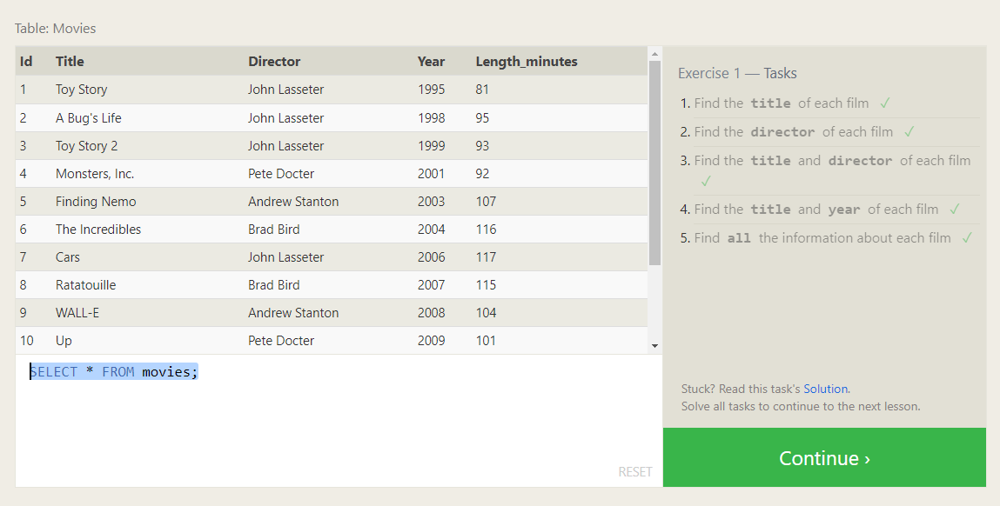 Table: Movies
Id Title Director Year Length_minutes
1 Toy Story John Lasseter 1995 81
2 A Bug's Life John Lasseter 1998 95
3 Toy Story 2 John Lasseter 1999 93
4 Monsters, Inc. Pete Docter 2001 92
5 Finding Nemo Andrew Stanton 2003 107
6 The Incredibles Brad Bird 2004 116
7 Cars John Lasseter 2006 117
8 Ratatouille Brad Bird 2007 115
9 WALL-E Andrew Stanton 2008 104
10 Up Pete Docter 2009 101
SELECT * FROM movies;
RESET
Exercise 1 — Tasks
1. Find the title of each film ✓
2. Find the director of each film ✓
3. Find the title and director of each film
✓
4. Find the title and year of each film ✓
5. Find all the information about each film ✓
Stuck? Read this task's Solution.
Solve all tasks to continue to the next lesson.
Continue ›